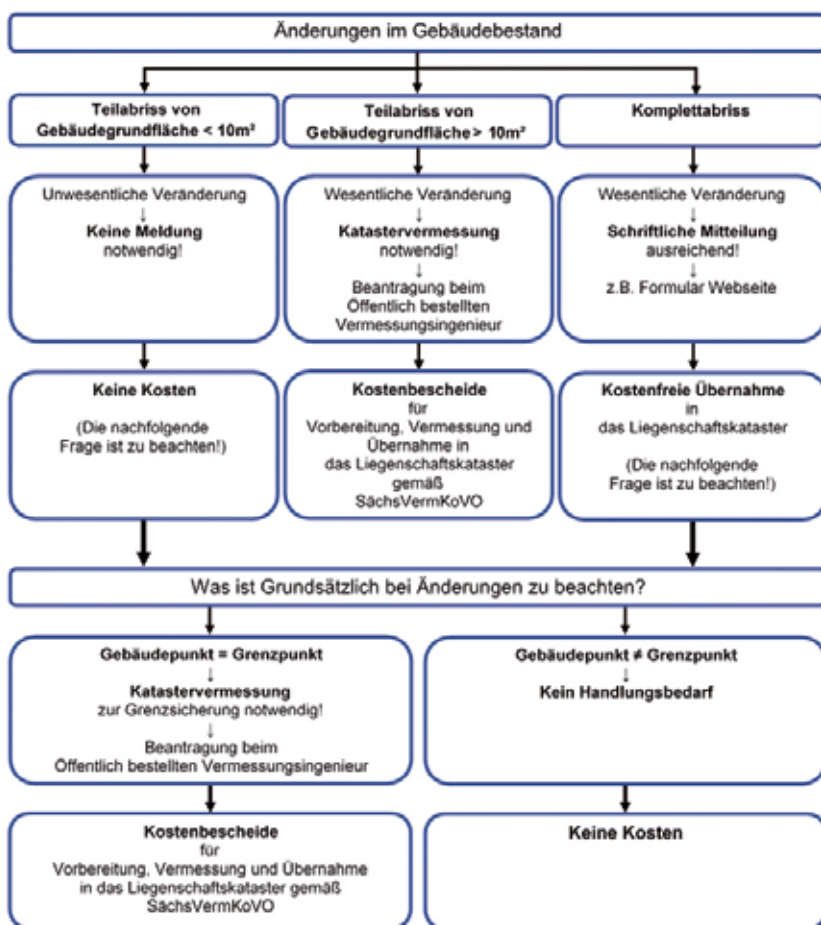 Änderungen im Gebäudebestand
Teilabriss von
Gebäudegrundfläche < 10m²
Teilabriss von
Gebäudegrundfläche > 10m²
Komplettabriss
Unwesentliche Veränderung
↓
Keine Meldung
notwendig!
Wesentliche Veränderung
↓
Katastervermessung
notwendig!
↓
Beantragung beim
Öffentlich bestellten
Vermessungsingenieur
Wesentliche Veränderung
↓
Schriftliche Mitteilung
ausreichend!
↓
z.B. Formular Webseite
Keine Kosten
(Die nachfolgende
Frage ist zu beachten!)
Kostenbescheide
für
Vorbereitung, Vermessung und
Übernahme in
das Liegenschaftskataster
gemäß
SächsVermKoVO
Kostenfreie Übernahme
in
das Liegenschaftskataster
(Die nachfolgende
Frage ist zu beachten!)
Was ist Grundsätzlich bei Änderungen zu beachten?
Gebäudepunkt = Grenzpunkt
↓
Katastervermessung
zur Grenzsicherung notwendig!
↓
Beantragung beim
Öffentlich bestellten Vermessungsingenieur
Gebäudepunkt ≠ Grenzpunkt
↓
Kein Handlungsbedarf
Kostenbescheide
für
Vorbereitung, Vermessung und Übernahme
in das Liegenschaftskataster gemäß
SächsVermKoVO
Keine Kosten